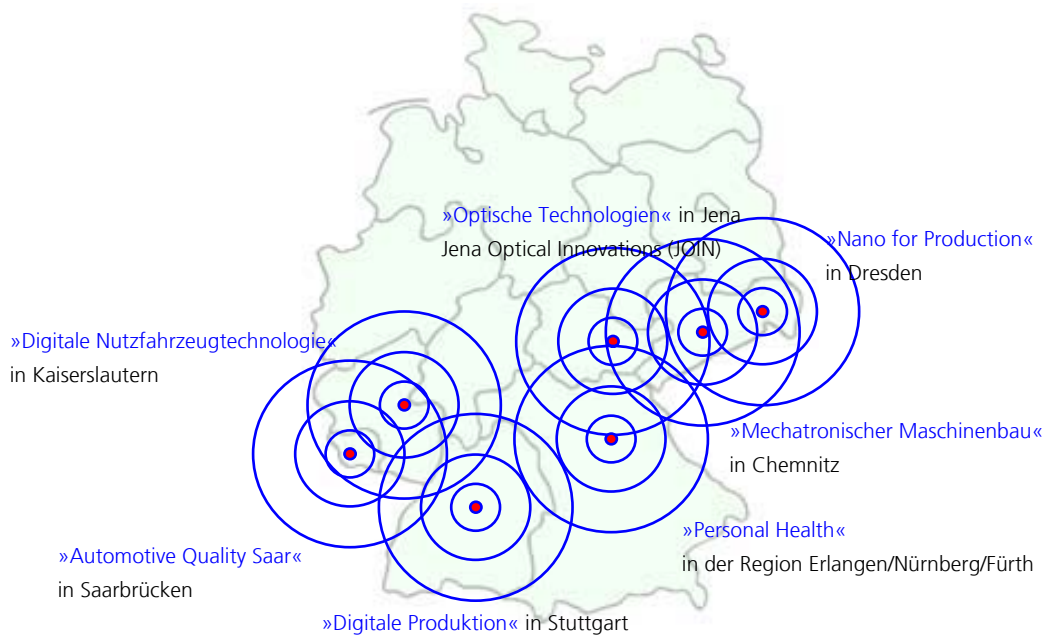 »Optische Technologien« in Jena
Jena Optical Innovations (JOIN)
»Nano for Production«
in Dresden
»Digitale Nutzfahrzeugtechnologie«
in Kaiserslautern
»Mechatronischer Maschinenbau«
in Chemnitz
»Personal Health«
in der Region Erlangen/Nürnberg/Fürth
»Automotive Quality Saar«
in Saarbrücken
»Digitale Produktion« in Stuttgart